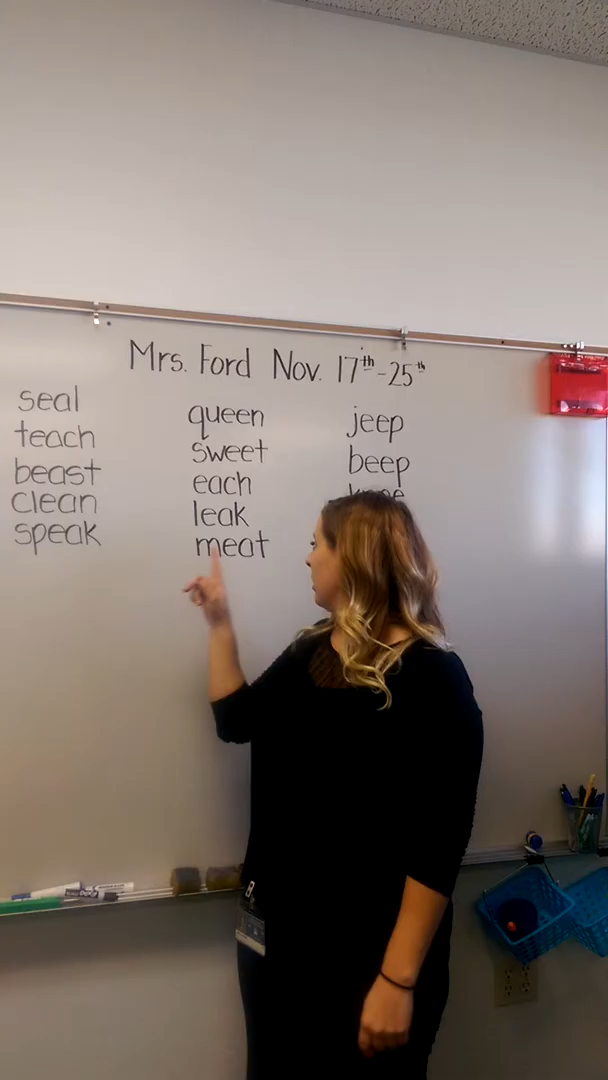 Mrs. Ford Nov. 17th-25th
seal
teach
beast
clean
speak
queen
sweet
each
leak
meat
jeep
beep